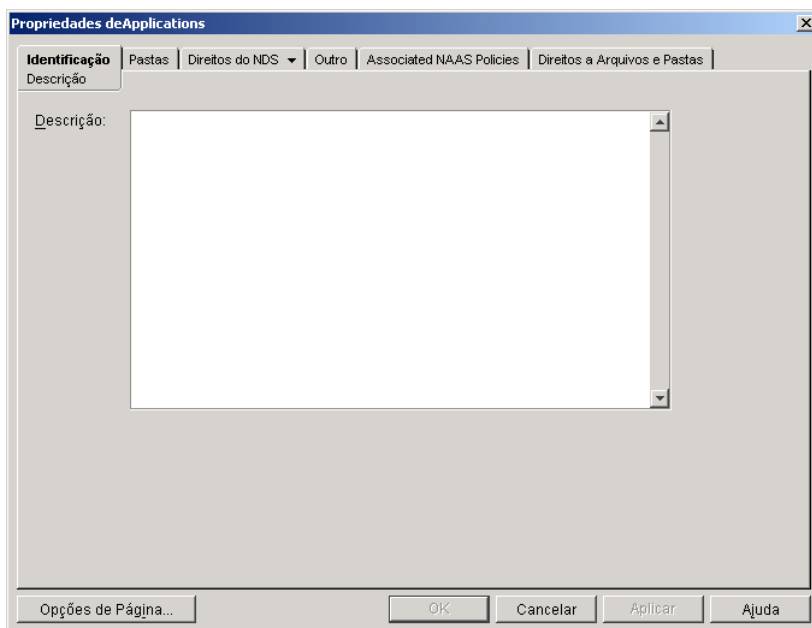 Propriedades deApplications
Identificação Pastas Direitos do NDS Outro Associated NAAS Policies Direitos a Arquivos e Pastas
Descrição
Descrição:
Opções de Página... OK Cancelar Aplicar Ajuda